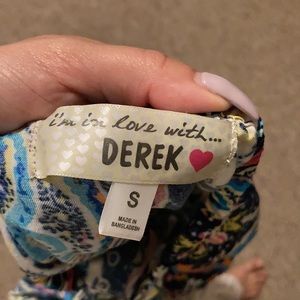 i'm in love with...
DEREK
S
MADE IN
BANGLADESH